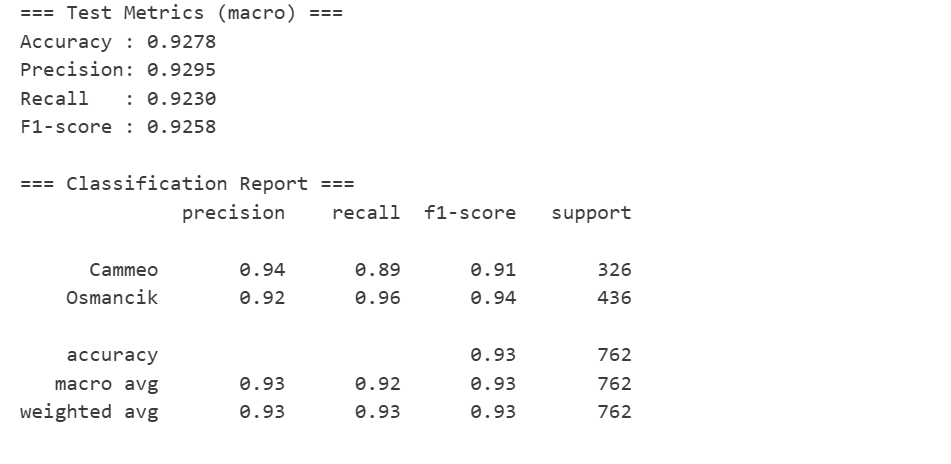 === Test Metrics (macro) ===
Accuracy : 0.9278
Precision: 0.9295
Recall   : 0.9230
F1-score : 0.9258
=== Classification Report ===
              precision    recall  f1-score   support
      Cammeo       0.94      0.89      0.91       326
    Osmancik       0.92      0.96      0.94       436
    accuracy                           0.93       762
   macro avg       0.93      0.92      0.93       762
weighted avg       0.93      0.93      0.93       762